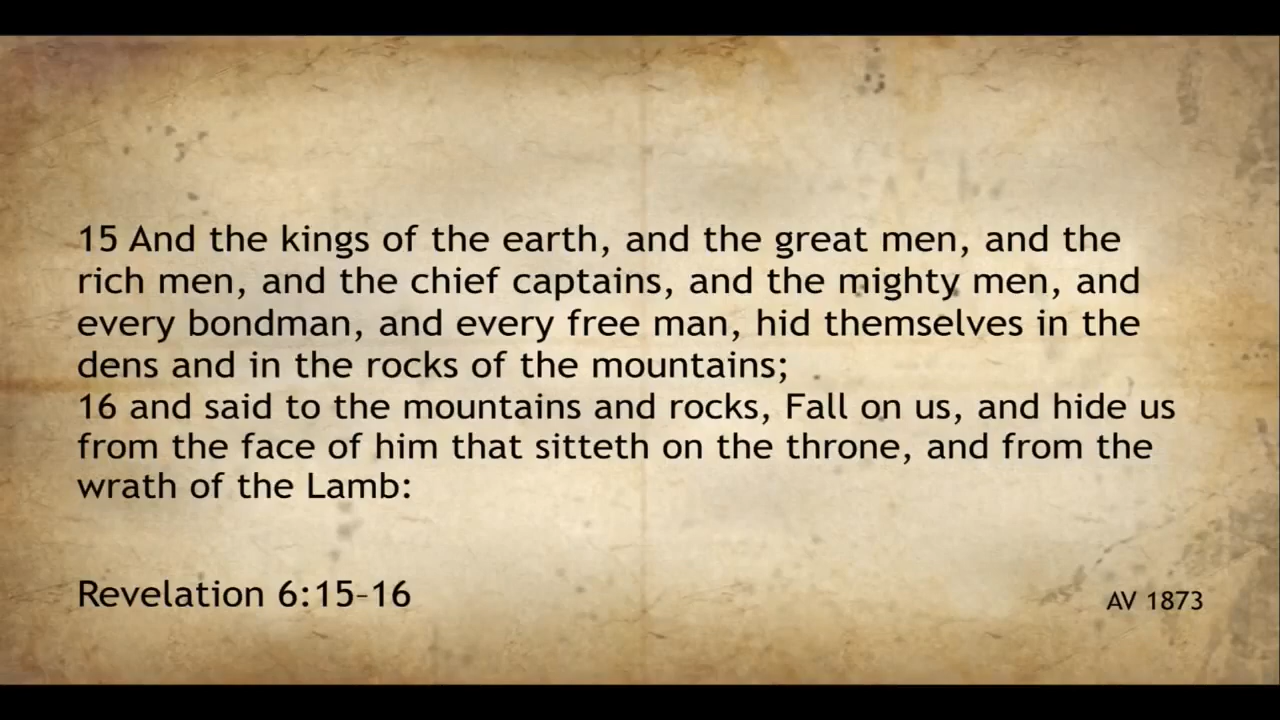 15 And the kings of the earth, and the great men, and the
rich men, and the chief captains, and the mighty men, and
every bondman, and every free man, hid themselves in the
dens and in the rocks of the mountains;
16 and said to the mountains and rocks, Fall on us, and hide us
from the face of him that sitteth on the throne, and from the
wrath of the Lamb:
Revelation 6:15–16
AV 1873